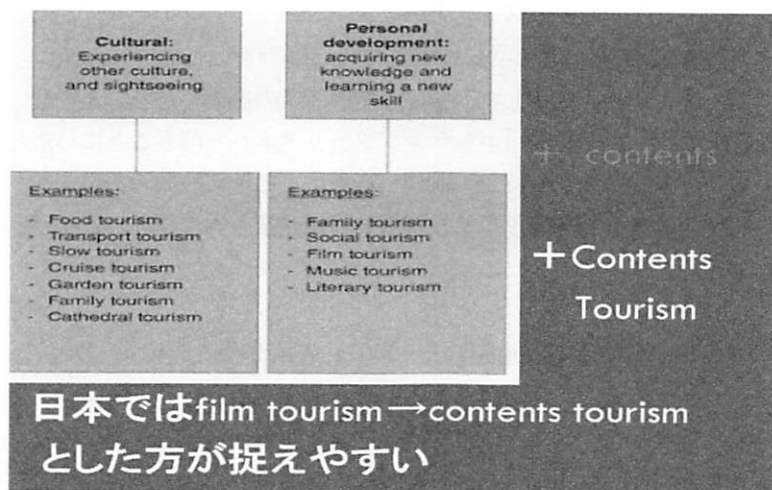 Cultural:
Experiencing
other culture,
and sightseeing
Personal
development:
acquiring new
knowledge and
learning a new
skill
Examples:
- Food tourism
- Transport tourism
- Slow tourism
- Cruise tourism
- Garden tourism
- Family tourism
- Cathedral tourism
Examples:
- Family tourism
- Social tourism
- Film tourism
- Music tourism
- Literary tourism
+ contents
+ Contents
Tourism
日本ではfilm tourism→contents tourism
とした方が捉えやすい